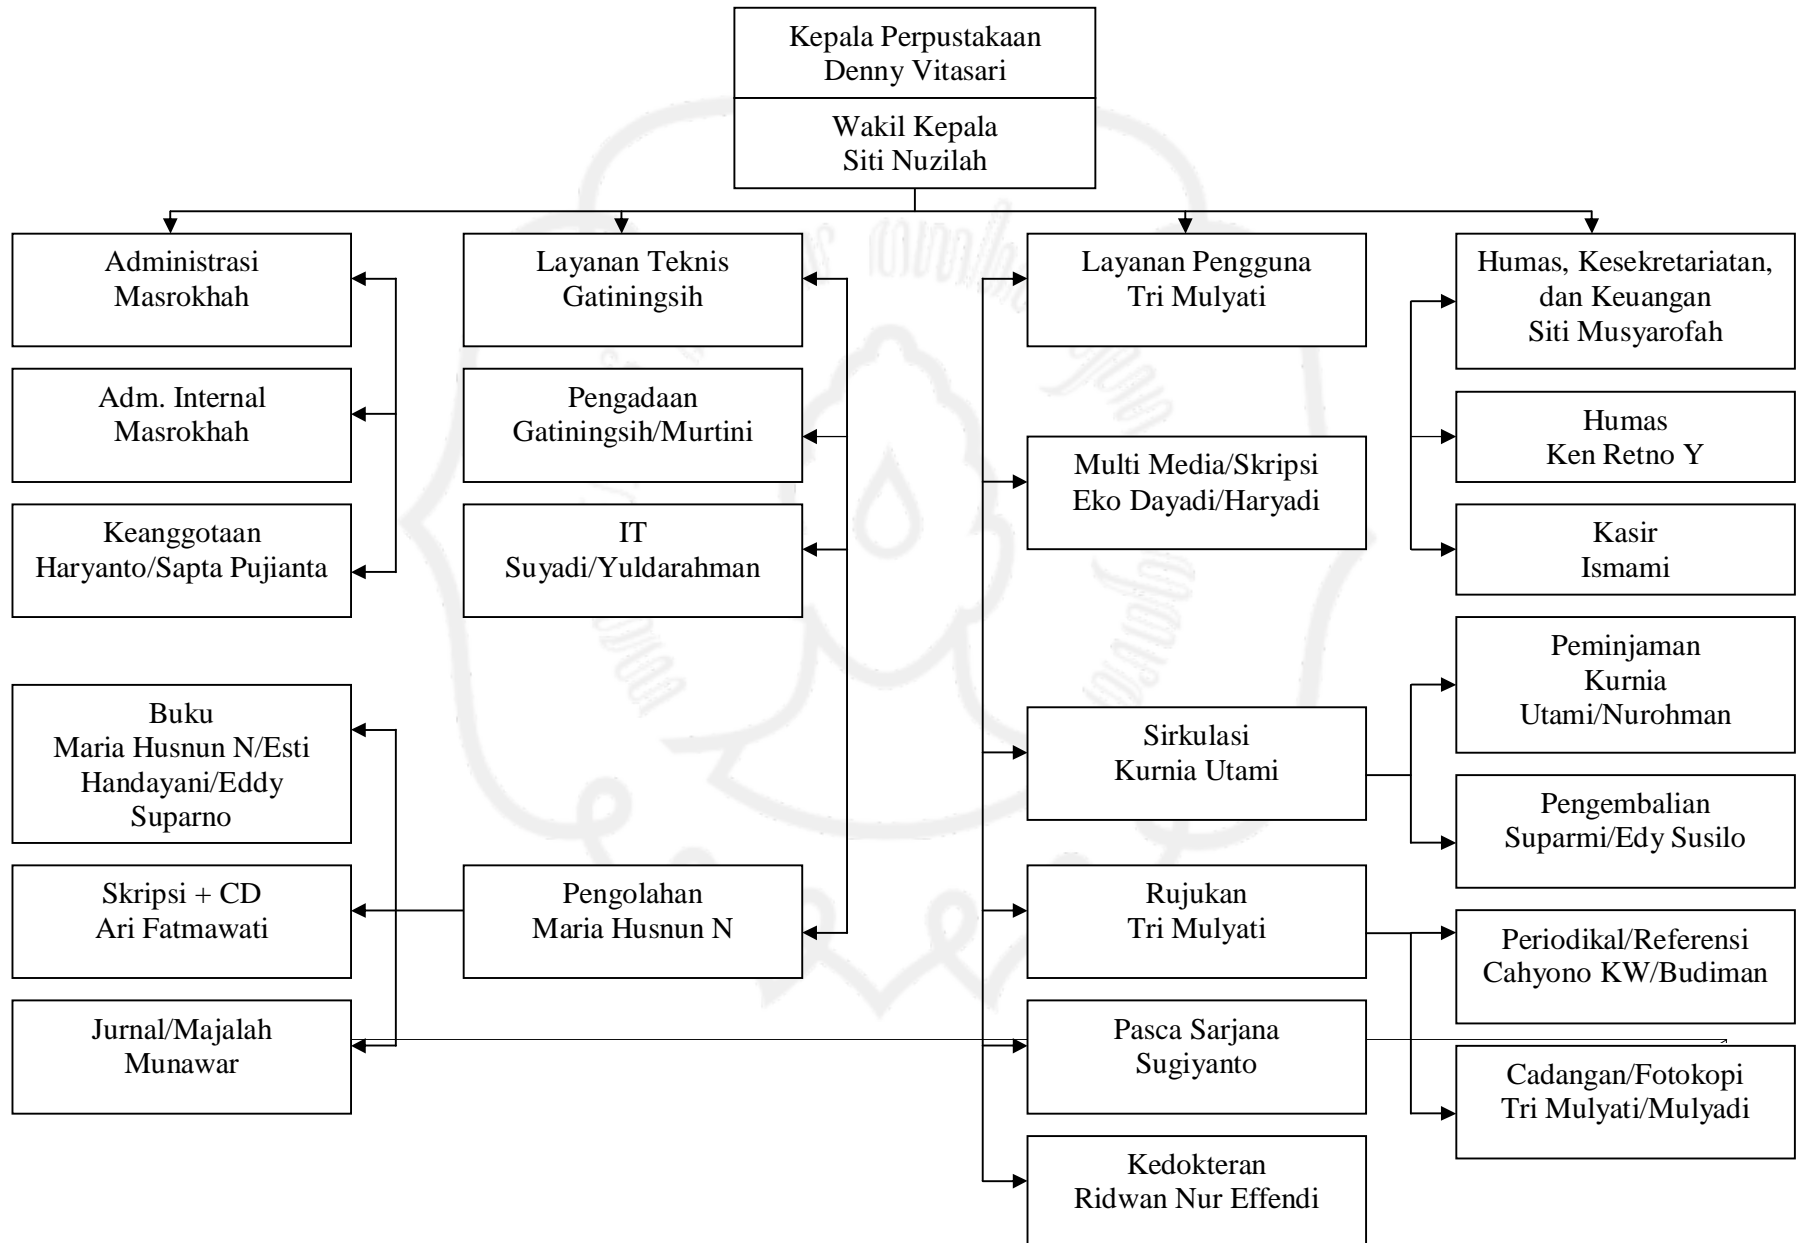 Kepala Perpustakaan
Denny Vitasari
Wakil Kepala
Siti Nuzilah
Administrasi
Masrokhah
Layanan Teknis
Gatiningsih
Layanan Pengguna
Tri Mulyati
Humas, Kesekretariatan,
dan Keuangan
Siti Musyarofah
Adm. Internal
Masrokhah
Pengadaan
Gatiningsih/Murtini
Multi Media/Skripsi
Eko Dayadi/Haryadi
Humas
Ken Retno Y
Keanggotaan
Haryanto/Sapta Pujianta
IT
Suyadi/Yuldarahman
Kasir
Ismami
Buku
Maria Husnun N/Esti
Handayani/Eddy
Suparno
Sirkulasi
Kurnia Utami
Peminjaman
Kurnia
Utami/Nurohman
Pengembalian
Suparmi/Edy Susilo
Skripsi + CD
Ari Fatmawati
Pengolahan
Maria Husnun N
Rujukan
Tri Mulyati
Periodikal/Referensi
Cahyono KW/Budiman
Jurnal/Majalah
Munawar
Pasca Sarjana
Sugiyanto
Cadangan/Fotokopi
Tri Mulyati/Mulyadi
Kedokteran
Ridwan Nur Effendi